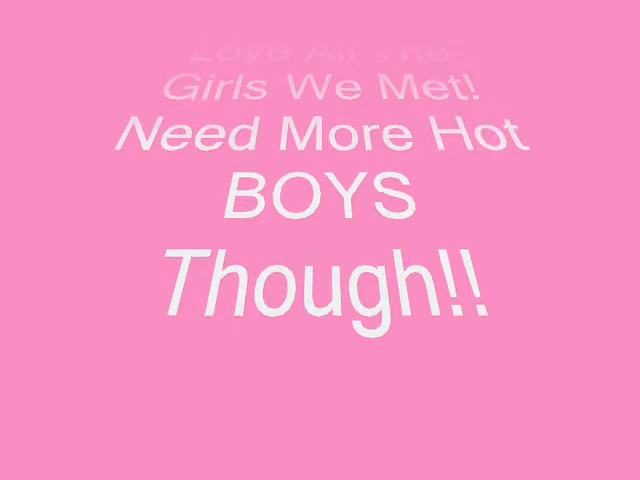 Love All The
Girls We Met!
Need More Hot
BOYS
Though!!